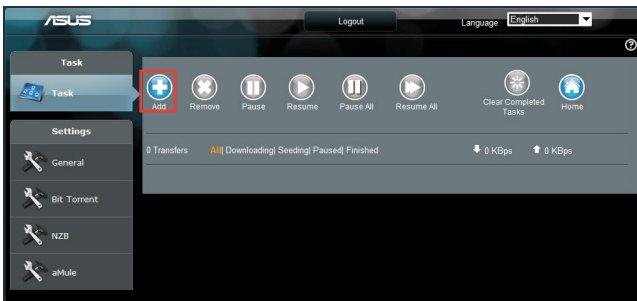 ASUS Logout Language English
?
Task
Task
Add Remove Pause Resume Pause All Resume All Clear Completed Tasks Home
Settings
0 Transfers All| Downloading| Seeding| Paused| Finished 0 KBps 0 KBps
General
Bit Torrent
NZB
aMule